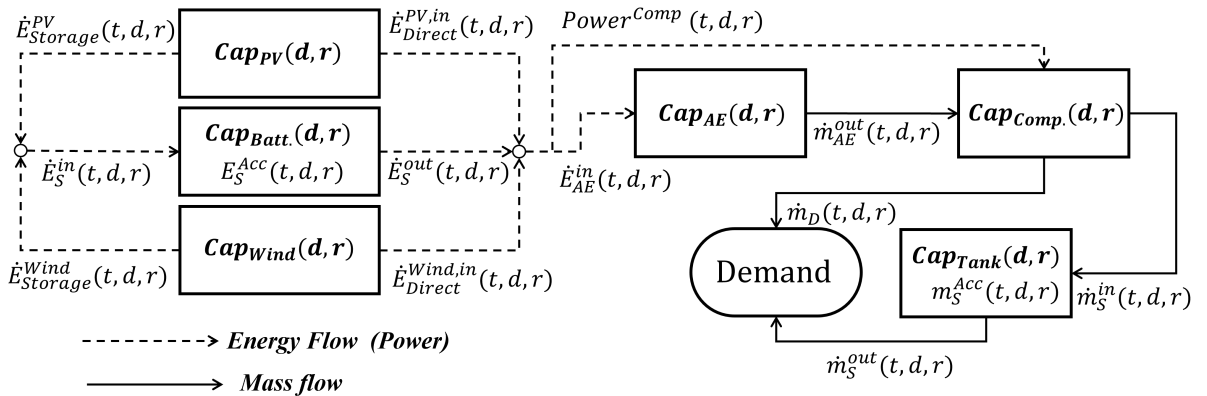 Ė_Storage^PV(t, d, r)
Cap_PV(d, r)
Ė_Direct^PV,in(t, d, r)
Power^Comp (t, d, r)
Cap_Batt.(d, r)
E_S^Acc(t, d, r)
Ė_S^in(t, d, r)
Ė_S^out(t, d, r)
Ė_AE^in(t, d, r)
Cap_AE(d, r)
ṁ_AE^out(t, d, r)
Cap_Comp.(d, r)
Cap_Wind(d, r)
Ė_Storage^Wind(t, d, r)
Ė_Direct^Wind,in(t, d, r)
ṁ_D(t, d, r)
Demand
Cap_Tank(d, r)
m_S^Acc(t, d, r)
ṁ_S^in(t, d, r)
ṁ_S^out(t, d, r)
Energy Flow (Power)
Mass flow